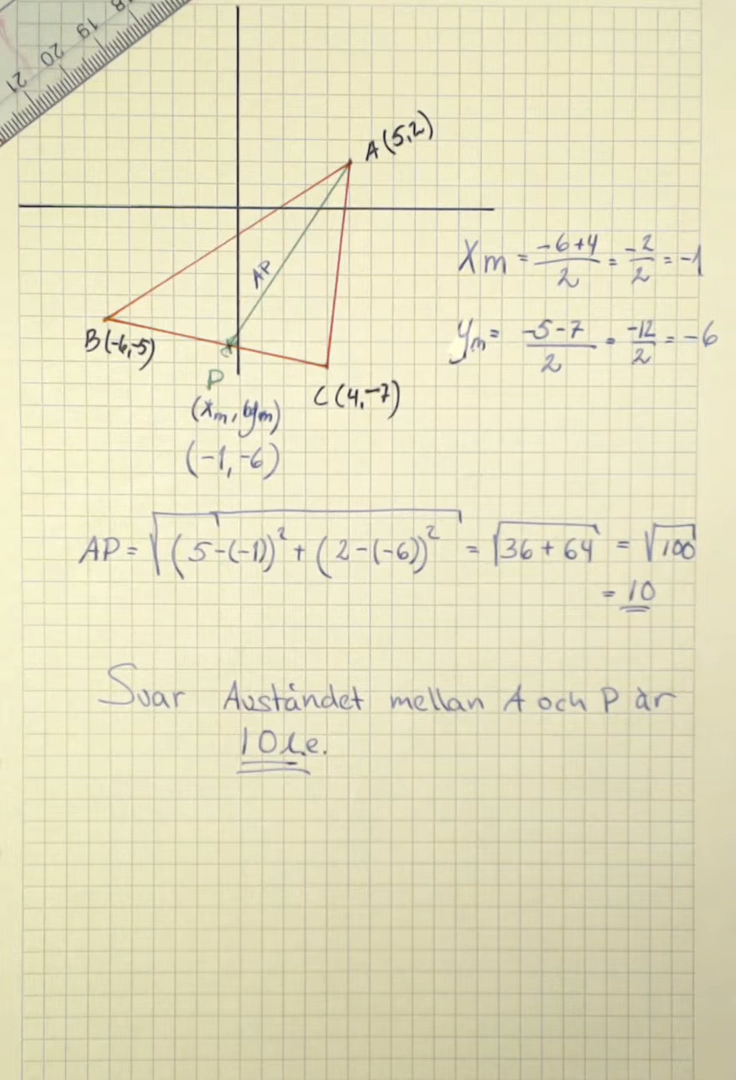 18 19 20 21
A(5,2)
AP
B(-6,-5)
P
C(4,-7)
(xm, ym)
(-1,-6)
Xm = -6+4/2 = -2/2 = -1
ym = -5-7/2 = -12/2 = -6
AP = √(5-(-1))² + (2-(-6))² = √36 + 64 = √100
= 10
Svar Avståndet mellan A och P är
10 l.e.